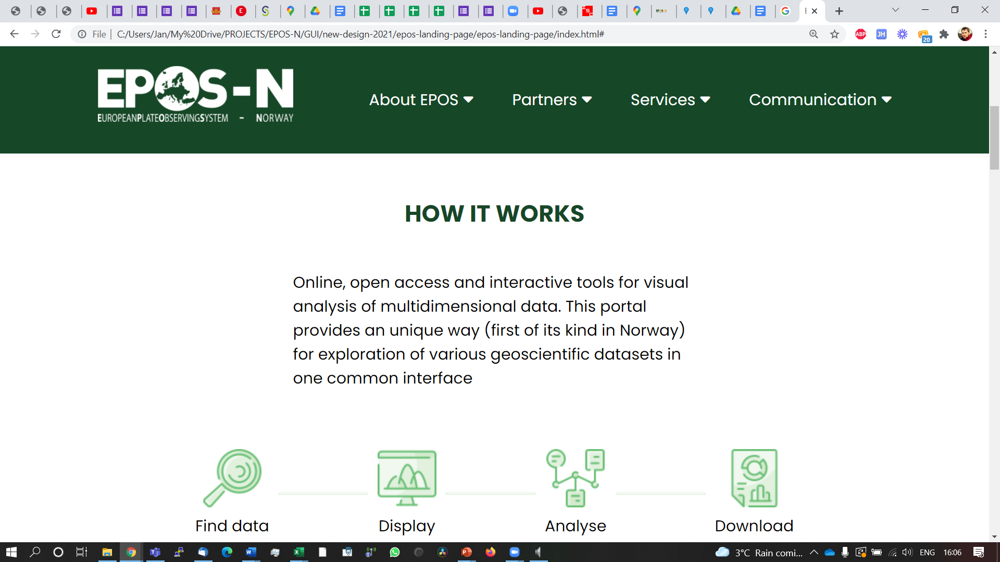 E
File
C:/Users/Jan/My%20Drive/PROJECTS/EPOS-N/GUI/new-design-2021/epos-landing-page/epos-landing-page/index.html#
ABP
JH
20
EPOS-N
EUROPEANPLATEOBSERVINGSYSTEM - NORWAY
About EPOS
Partners
Services
Communication
HOW IT WORKS
Online, open access and interactive tools for visual
analysis of multidimensional data. This portal
provides an unique way (first of its kind in Norway)
for exploration of various geoscientific datasets in
one common interface
Find data
Display
Analyse
Download
3°C Rain comi...
ENG
16:06